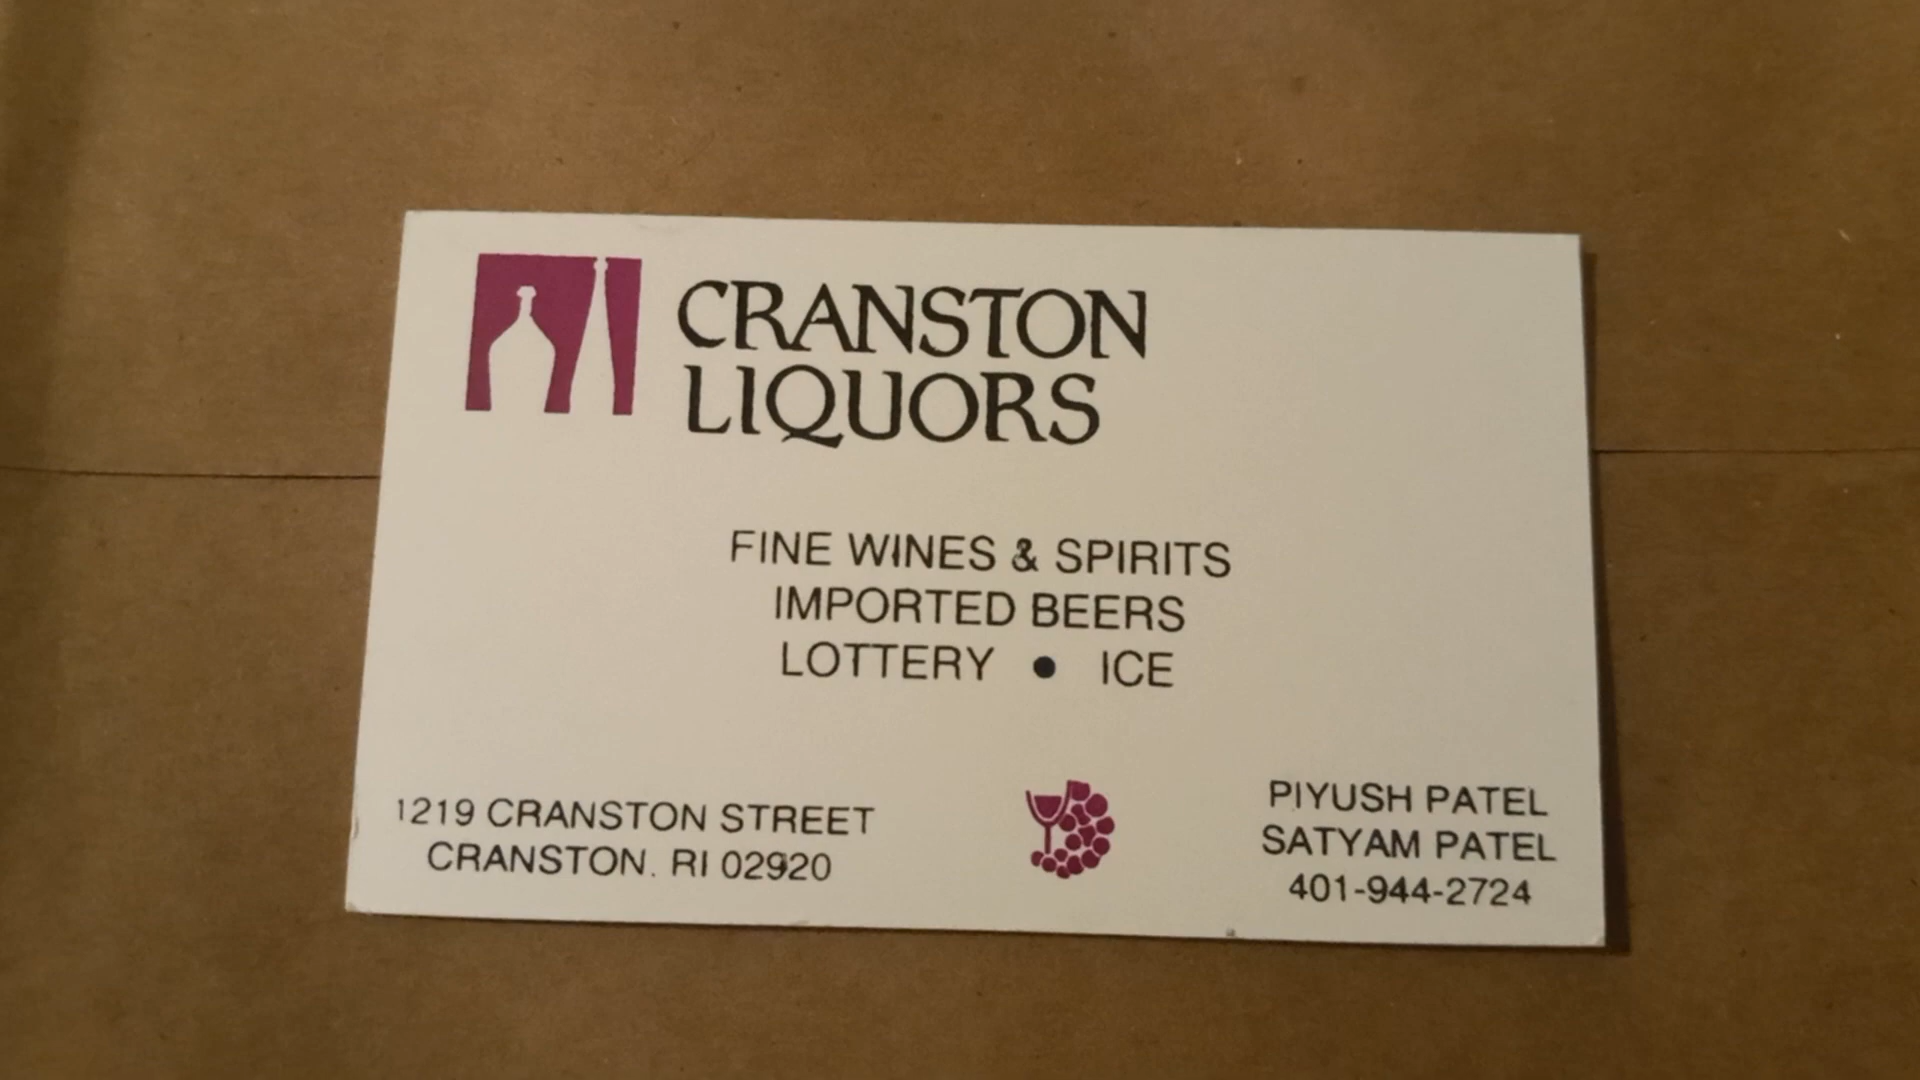 CRANSTON
LIQUORS
FINE WINES & SPIRITS
IMPORTED BEERS
LOTTERY • ICE
1219 CRANSTON STREET
CRANSTON. RI 02920
PIYUSH PATEL
SATYAM PATEL
401-944-2724